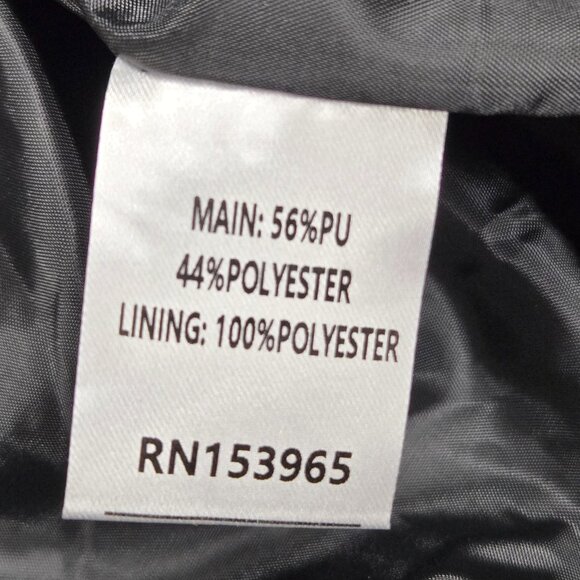 MAIN: 56%PU
44%POLYESTER
LINING: 100%POLYESTER
RN153965